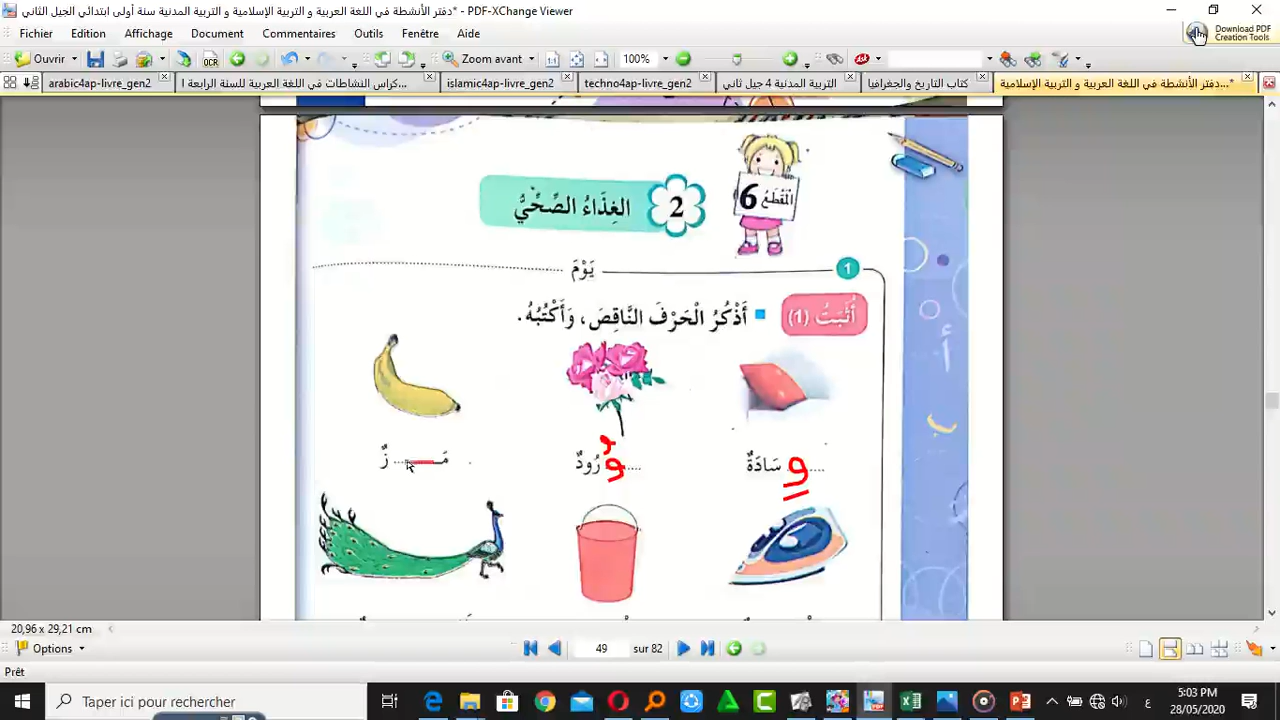 دفتر الأنشطة في اللغة العربية و التربية الإسلامية و التربية المدنية سنة أولى ابتدائي الجيل الثاني* - PDF-XChange Viewer
Fichier Edition Affichage Document Commentaires Outils Fenêtre Aide
Download PDF
Creation Tools
Ouvrir OCR Zoom avant 100%
arabic4ap-livre_gen2 كراس النشاطات في اللغة العربية للسنة الرابعة ا... islamic4ap-livre_gen2 techno4ap-livre_gen2 التربية المدنية 4 جيل ثاني كتاب التاريخ والجغرافيا دفتر الأنشطة في اللغة العربية و التربية الإسلامية...*
الْمَقْطَعُ 6
2 الغِذَاءُ الصِّحِّيُّ
1 يَوْمَ
أُثَبِّتُ (1) أَذْكُرُ الْحَرْفَ النَّاقِصَ، وَأَكْتُبُهُ.
وِسَادَةٌ وُرُودٌ مَـ.....زٌ
20,96 x 29,21 cm
Options 49 sur 82
Prêt
Taper ici pour rechercher
ع
5:03 PM
28/05/2020